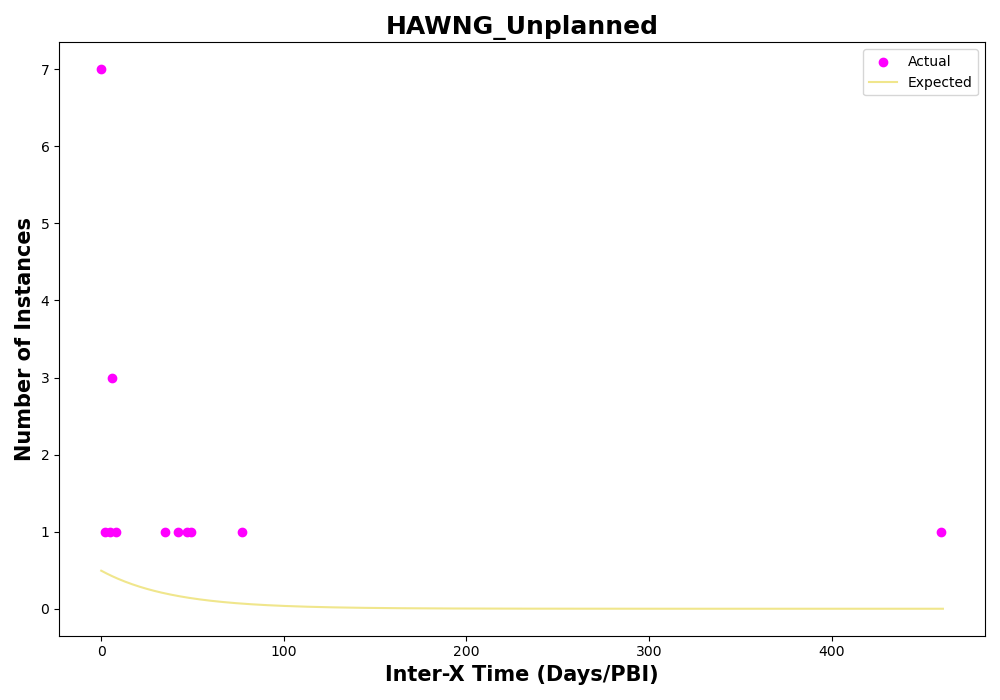 HAWNG_Unplanned
Actual
Expected
Number of Instances
7
6
5
4
3
2
1
0
0 100 200 300 400
Inter-X Time (Days/PBI)